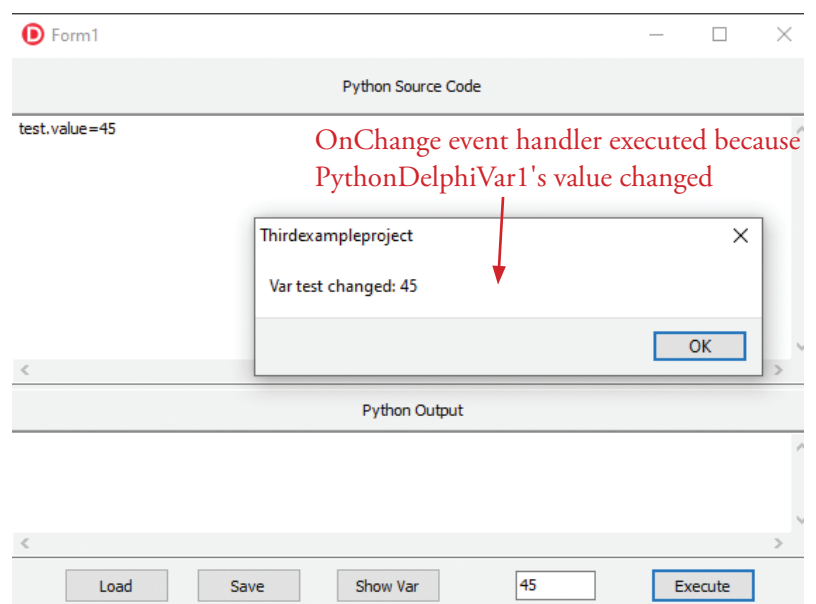 Form1
Python Source Code
test.value=45
OnChange event handler executed because
PythonDelphiVar1's value changed
Thirdexampleproject
Var test changed: 45
OK
Python Output
Load
Save
Show Var
45
Execute